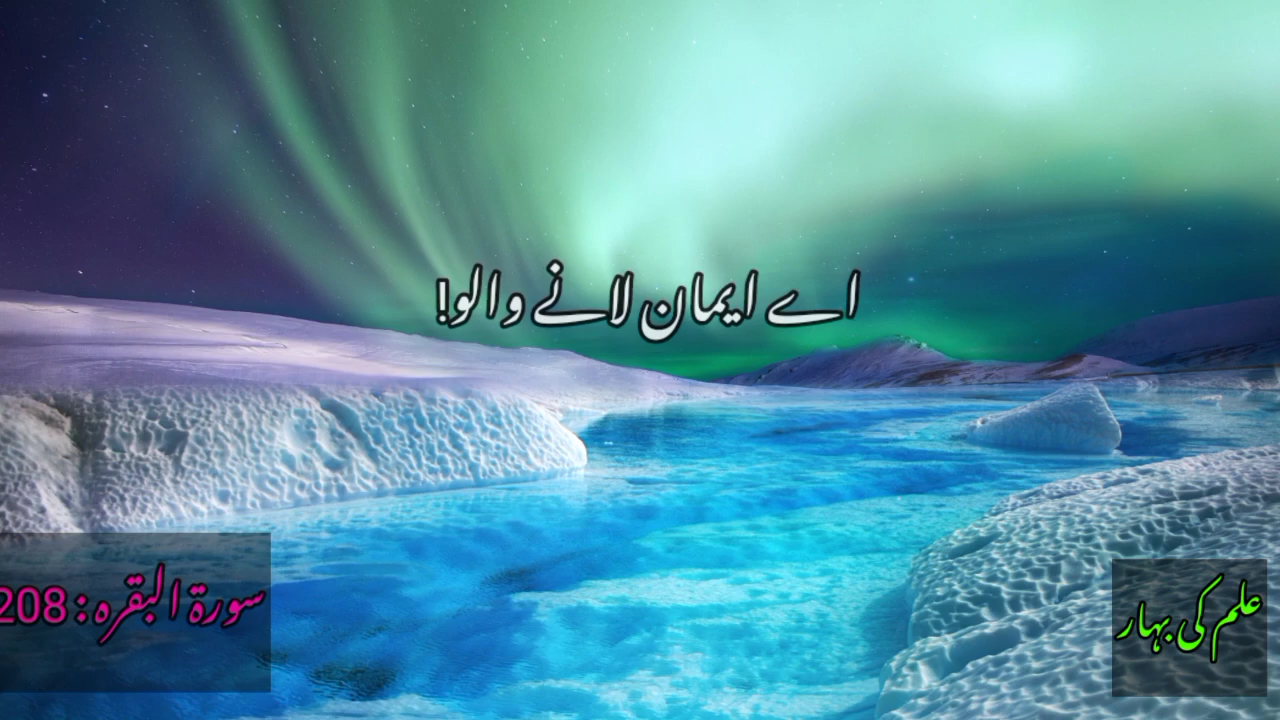 اے ایمان لانے والو!
سورۃ البقرہ: 208
علم کی بہار